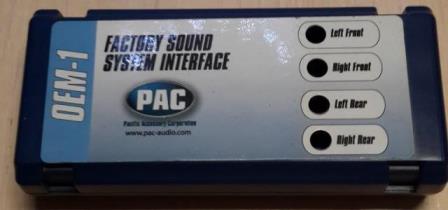 OEM-1
FACTORY SOUND
SYSTEM INTERFACE
PAC
Pacific Accessory Corporation
www.pac-audio.com
Left Front
Right Front
Left Rear
Right Rear